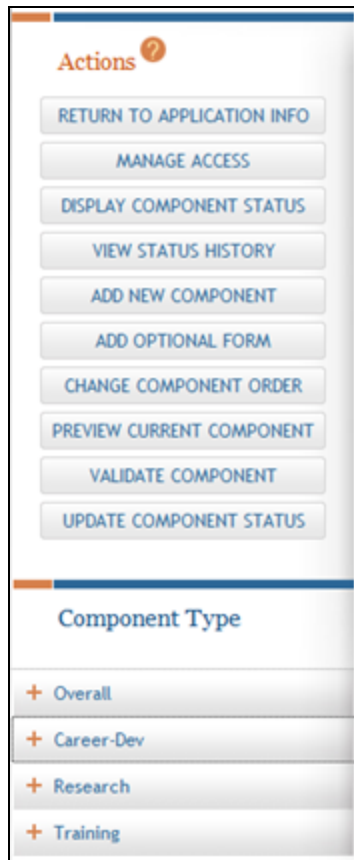 Actions ?
RETURN TO APPLICATION INFO
MANAGE ACCESS
DISPLAY COMPONENT STATUS
VIEW STATUS HISTORY
ADD NEW COMPONENT
ADD OPTIONAL FORM
CHANGE COMPONENT ORDER
PREVIEW CURRENT COMPONENT
VALIDATE COMPONENT
UPDATE COMPONENT STATUS
Component Type
+ Overall
+ Career-Dev
+ Research
+ Training